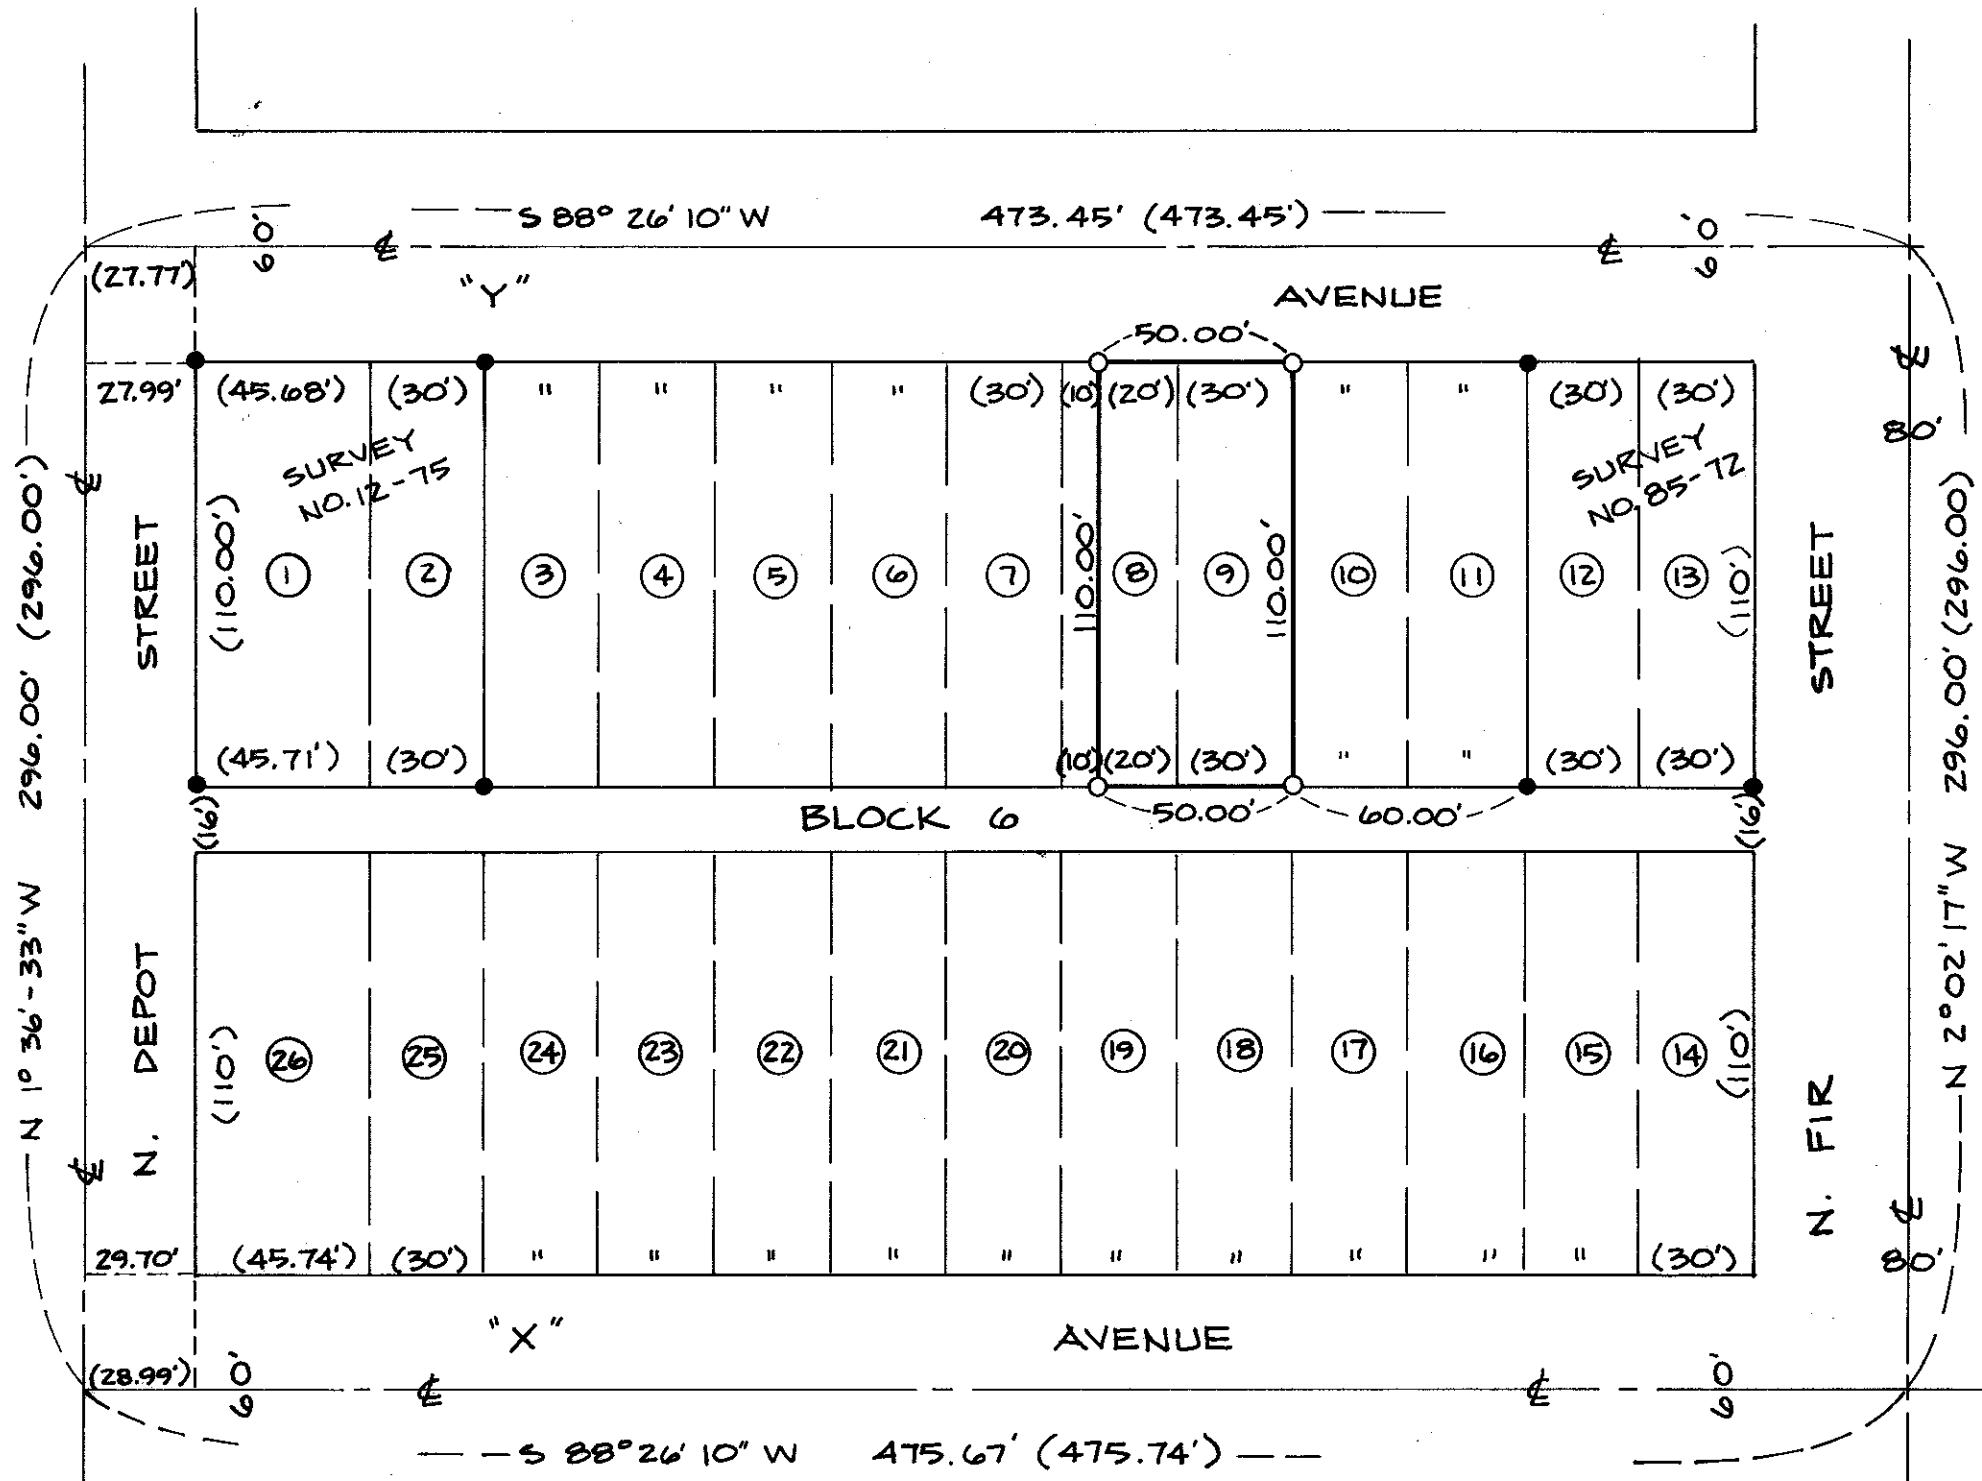 S 88° 26' 10" W 473.45' (473.45')
60' ℄ ℄ 60'
(27.77')
"Y" AVENUE
50.00'
℄
27.99' (45.68') (30') " " " " (30') (10') (20') (30') " " (30') (30')
80'
SURVEY
NO. 12-75
SURVEY
NO. 85-72
℄
296.00' (296.00')
STREET
(110.00')
1 2 3 4 5 6 7 8 9 10 11 12 13
110.00'
110.00'
(110')
STREET
296.00' (296.00)
(45.71') (30') (10') (20') (30') " " (30') (30')
(16') BLOCK 6 50.00' 60.00' (16')
N 1° 36'-33" W
N. DEPOT
(110')
26 25 24 23 22 21 20 19 18 17 16 15 14
(110')
N. FIR
N 2° 02' 17" W
℄
℄
29.70' (45.74') (30') " " " " " " " " " " (30')
80'
"X" AVENUE
(28.99') 60' ℄ ℄ 60'
S 88° 26' 10" W 475.67' (475.74')